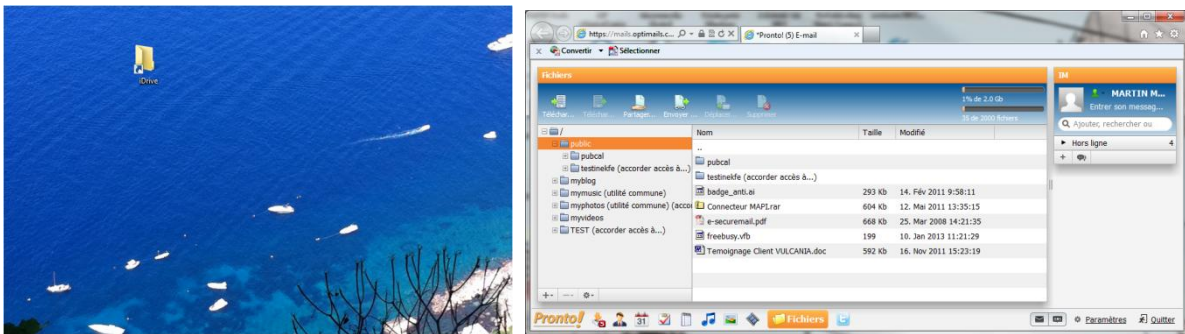 iDrive
https://mails.optimails.c...
*Pronto! (5) E-mail
x Convertir Sélectionner
Fichiers
IM
Téléchar... Téléchar... Partager... Envoyer ... Déplacer... Supprimer
1% de 2.0 Gb
35 de 2000 fichiers
MARTIN M...
Entrer son messag...
Ajouter, rechercher ou
Hors ligne 4
/
public
pubcal
testinekfe (accorder accès à...)
myblog
mymusic (utilité commune)
myphotos (utilité commune) (acco
myvideos
TEST (accorder accès à...)
Nom Taille Modifié
..
pubcal
testinekfe (accorder accès à...)
badge_anti.ai 293 Kb 14. Fév 2011 9:58:11
Connecteur MAPI.rar 604 Kb 12. Mai 2011 13:35:15
e-securemail.pdf 668 Kb 25. Mar 2008 14:21:35
freebusy.vfb 199 10. Jan 2013 11:21:29
Temoignage Client VULCANIA.doc 592 Kb 16. Nov 2011 15:23:19
Pronto! 31 Fichiers Paramètres Quitter